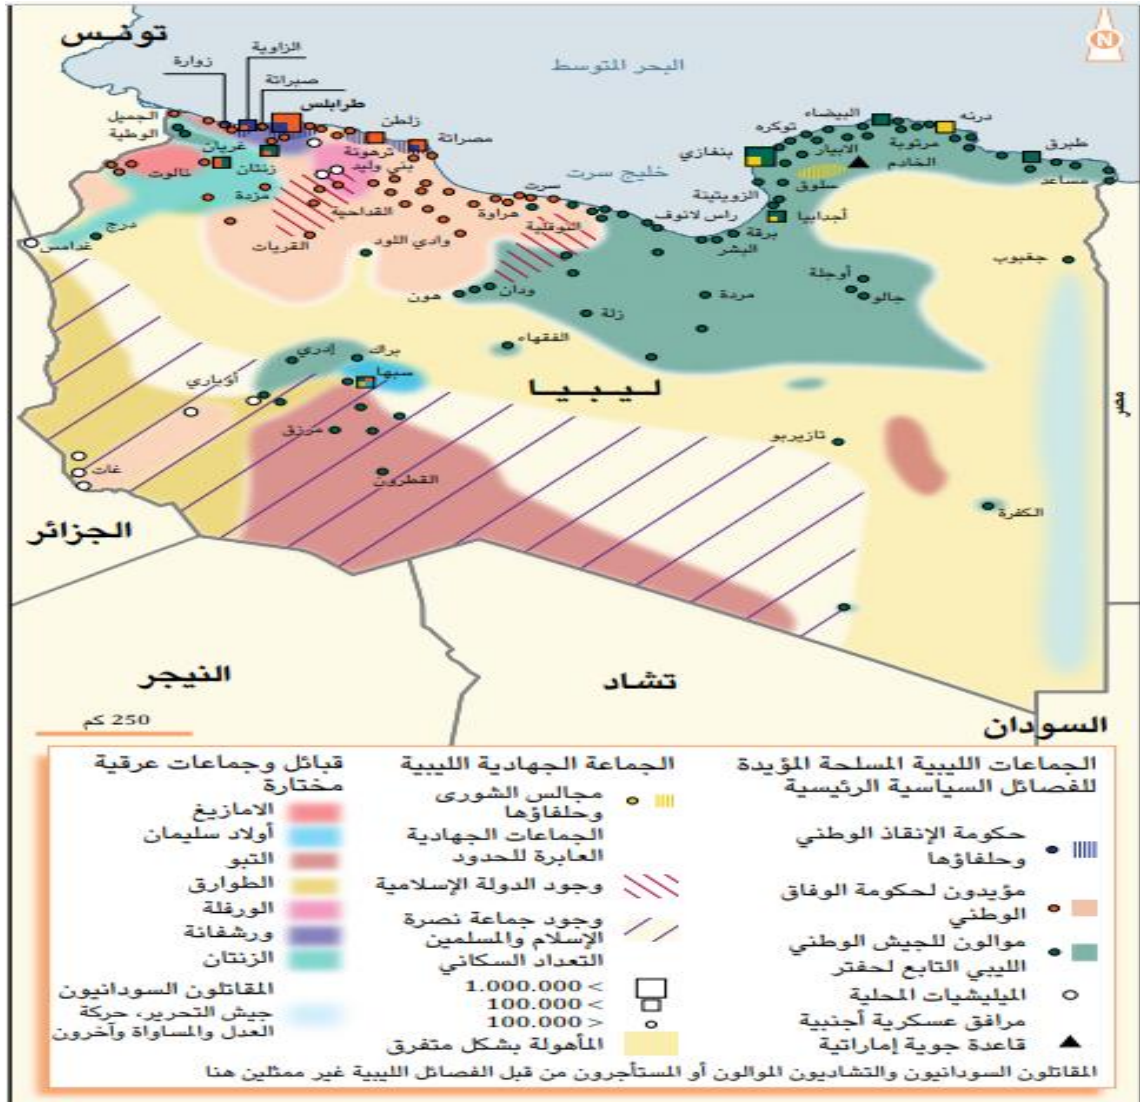 تونس
الزاوية
زوارة
صبراتة
طرابلس
البحر المتوسط
N
الجميل
الوطية
زلطن
مصراتة
غريان
ترهونة
بني وليد
زنتان
نالوت
مزدة
القداحية
القريات
وادي اللود
هراوة
سرت
خليج سرت
النوفلية
راس لانوف
درج
غدامس
البيضاء
توكره
درنه
مرتوبة
الابيار
الخادم
طبرق
مساعد
بنغازي
سلوق
الزويتينة
أجدابيا
برقة
البشر
جغبوب
أوجلة
جالو
مردة
زلة
ودان
هون
الفقهاء
براك
إدري
سبها
أوباري
ليبيا
مصر
مرزق
القطرون
غات
تازيربو
الكفرة
الجزائر
النيجر
تشاد
السودان
250 كم
الجماعات الليبية المسلحة المؤيدة
للفصائل السياسية الرئيسية
حكومة الإنقاذ الوطني
وحلفاؤها
مؤيدون لحكومة الوفاق
الوطني
موالون للجيش الوطني
الليبي التابع لحفتر
الميليشيات المحلية
مرافق عسكرية أجنبية
قاعدة جوية إماراتية
الجماعة الجهادية الليبية
مجالس الشورى
وحلفاؤها
الجماعات الجهادية
العابرة للحدود
وجود الدولة الإسلامية
وجود جماعة نصرة
الإسلام والمسلمين
التعداد السكاني
1.000.000 <
100.000 <
100.000 >
المأهولة بشكل متفرق
قبائل وجماعات عرقية
مختارة
الامازيغ
أولاد سليمان
التبو
الطوارق
الورفلة
ورشفانة
الزنتان
المقاتلون السودانيون
جيش التحرير، حركة
العدل والمساواة وآخرون
المقاتلون السودانيون والتشاديون الموالون أو المستأجرون من قبل الفصائل الليبية غير ممثلين هنا